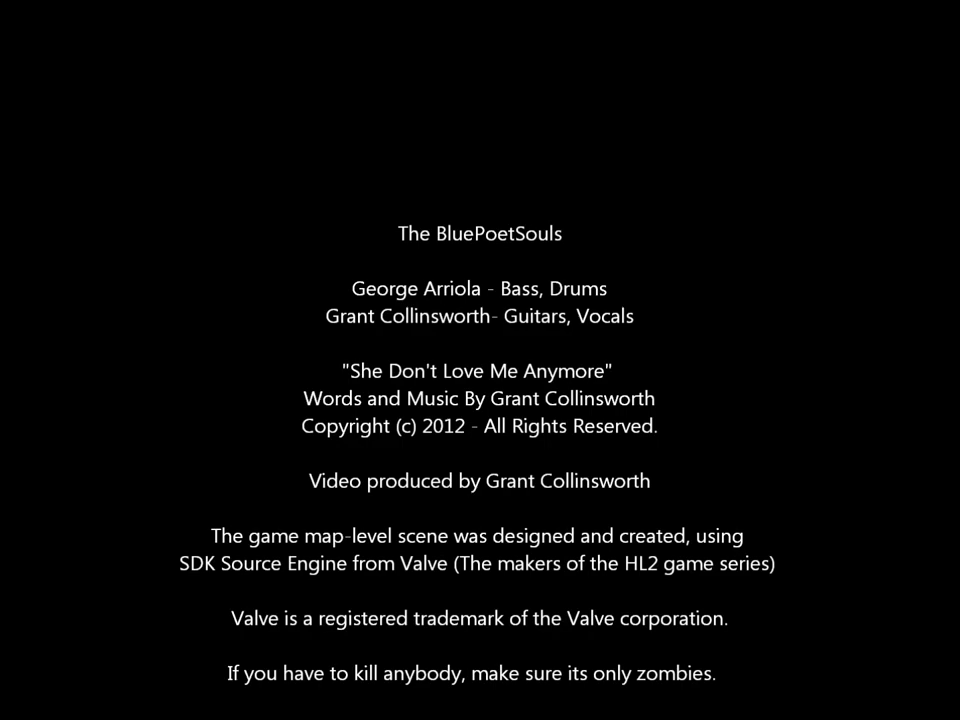 The BluePoetSouls
George Arriola - Bass, Drums
Grant Collinsworth- Guitars, Vocals
"She Don't Love Me Anymore"
Words and Music By Grant Collinsworth
Copyright (c) 2012 - All Rights Reserved.
Video produced by Grant Collinsworth
The game map-level scene was designed and created, using
SDK Source Engine from Valve (The makers of the HL2 game series)
Valve is a registered trademark of the Valve corporation.
If you have to kill anybody, make sure its only zombies.